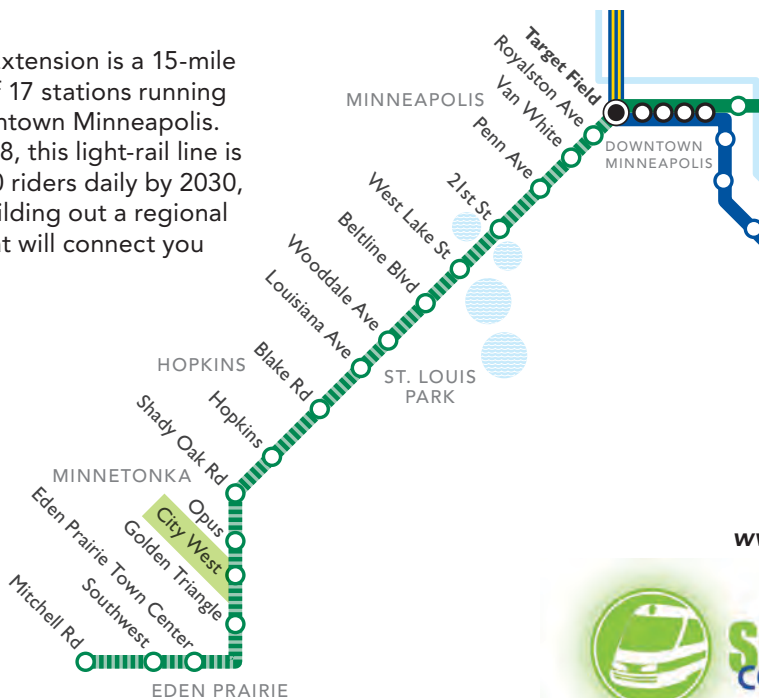 xtension is a 15-mile
17 stations running
ntown Minneapolis.
8, this light-rail line is
0 riders daily by 2030,
ilding out a regional
t will connect you
Target Field
Royalston Ave
Van White
MINNEAPOLIS
Penn Ave
DOWNTOWN
MINNEAPOLIS
21st St
West Lake St
Beltline Blvd
Wooddale Ave
Louisiana Ave
HOPKINS
Blake Rd
ST. LOUIS
PARK
Hopkins
Shady Oak Rd
MINNETONKA
Opus
City West
Golden Triangle
Eden Prairie Town Center
Southwest
Mitchell Rd
EDEN PRAIRIE
ww
S
CO